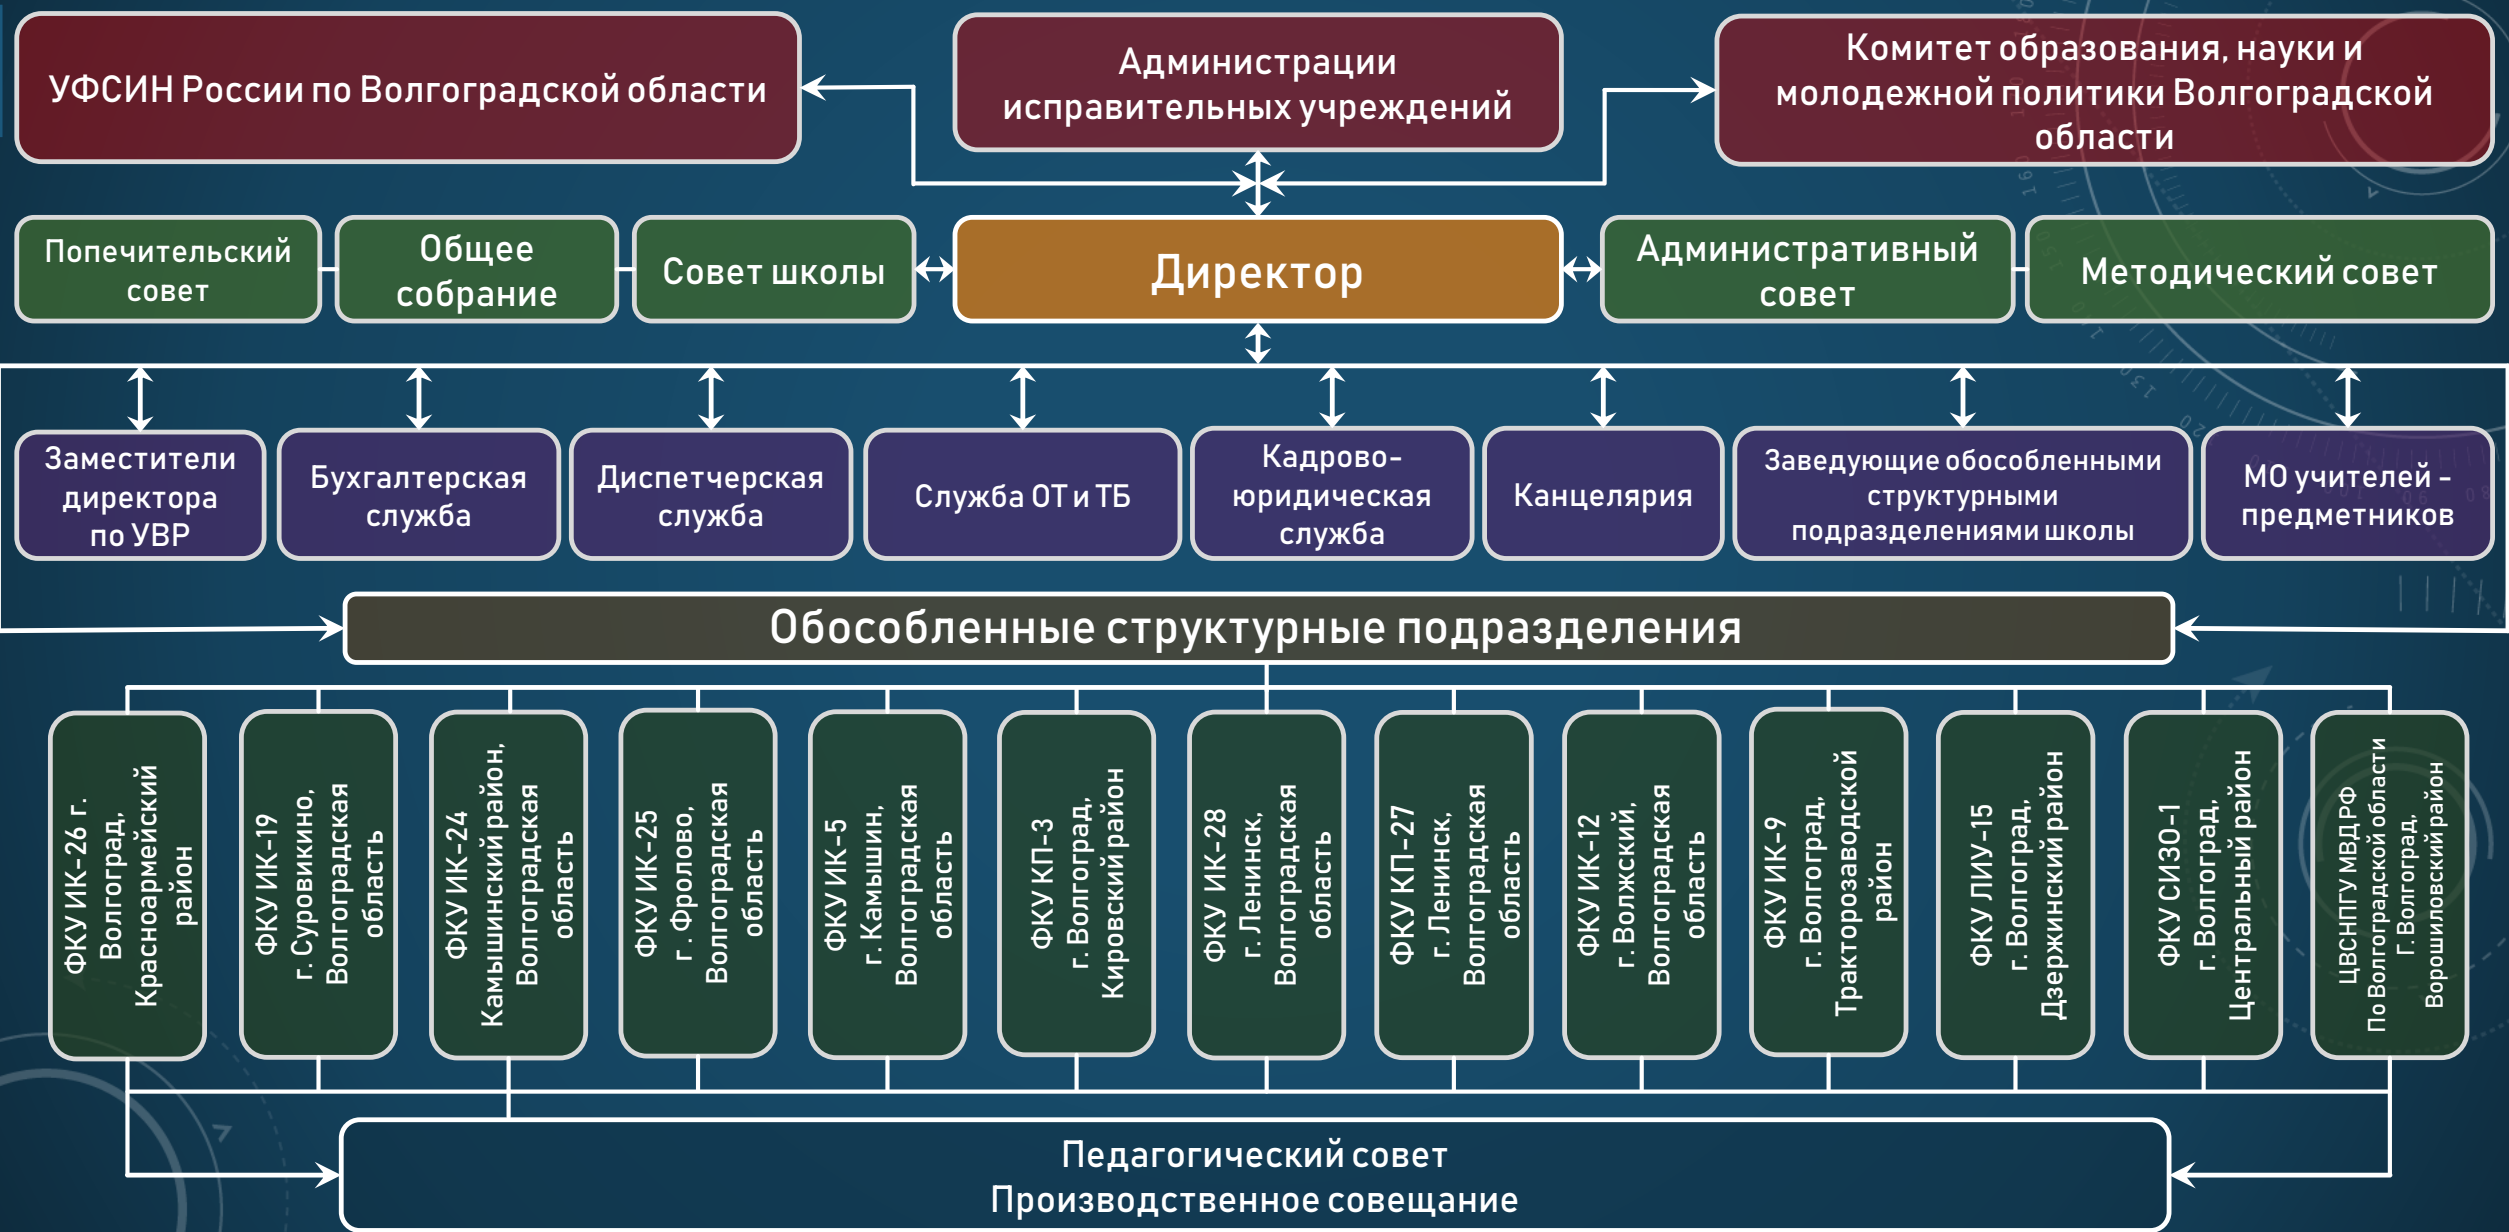 УФСИН России по Волгоградской области
Администрации
исправительных учреждений
Комитет образования, науки и
молодежной политики Волгоградской
области
Попечительский
совет
Общее
собрание
Совет школы
Директор
Административный
совет
Методический совет
Заместители
директора
по УВР
Бухгалтерская
служба
Диспетчерская
служба
Служба ОТ и ТБ
Кадрово-
юридическая
служба
Канцелярия
Заведующие обособленными
структурными
подразделениями школы
МО учителей -
предметников
Обособленные структурные подразделения
ФКУ ИК-26 г.
Волгоград,
Красноармейский
район
ФКУ ИК-19
г. Суровикино,
Волгоградская
область
ФКУ ИК-24
Камышинский район,
Волгоградская
область
ФКУ ИК-25
г. Фролово,
Волгоградская
область
ФКУ ИК-5
г. Камышин,
Волгоградская
область
ФКУ КП-3
г. Волгоград,
Кировский район
ФКУ ИК-28
г. Ленинск,
Волгоградская
область
ФКУ КП-27
г. Ленинск,
Волгоградская
область
ФКУ ИК-12
г. Волжский,
Волгоградская
область
ФКУ ИК-9
г. Волгоград,
Тракторозаводской
район
ФКУ ЛИУ-15
г. Волгоград,
Дзержинский район
ФКУ СИЗО-1
г. Волгоград,
Центральный район
ЦВСНПГУ МВД РФ
По Волгоградской области
Г. Волгоград,
Ворошиловский район
Педагогический совет
Производственное совещание